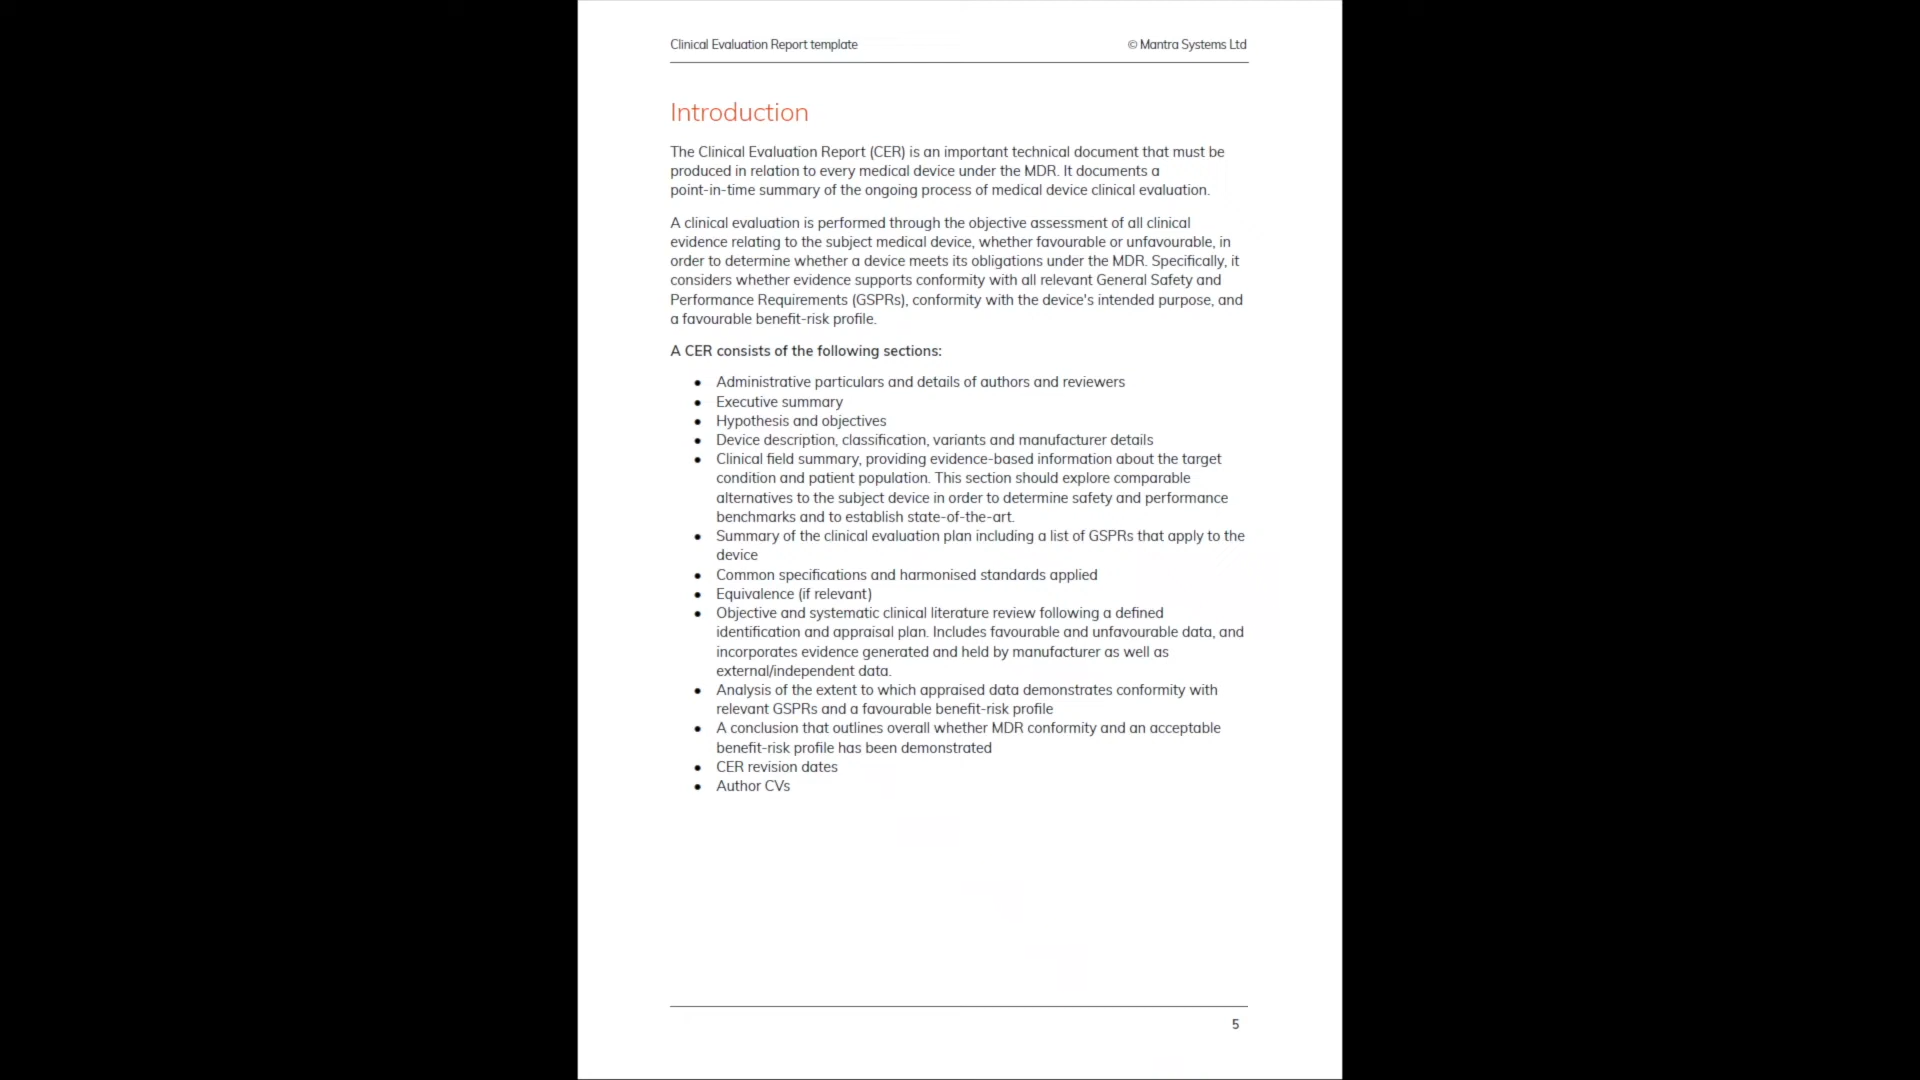 Clinical Evaluation Report template
© Mantra Systems Ltd
Introduction
The Clinical Evaluation Report (CER) is an important technical document that must be
produced in relation to every medical device under the MDR. It documents a
point-in-time summary of the ongoing process of medical device clinical evaluation.
A clinical evaluation is performed through the objective assessment of all clinical
evidence relating to the subject medical device, whether favourable or unfavourable, in
order to determine whether a device meets its obligations under the MDR. Specifically, it
considers whether evidence supports conformity with all relevant General Safety and
Performance Requirements (GSPRs), conformity with the device's intended purpose, and
a favourable benefit-risk profile.
A CER consists of the following sections:
● Administrative particulars and details of authors and reviewers
● Executive summary
● Hypothesis and objectives
● Device description, classification, variants and manufacturer details
● Clinical field summary, providing evidence-based information about the target
condition and patient population. This section should explore comparable
alternatives to the subject device in order to determine safety and performance
benchmarks and to establish state-of-the-art.
● Summary of the clinical evaluation plan including a list of GSPRs that apply to the
device
● Common specifications and harmonised standards applied
● Equivalence (if relevant)
● Objective and systematic clinical literature review following a defined
identification and appraisal plan. Includes favourable and unfavourable data, and
incorporates evidence generated and held by manufacturer as well as
external/independent data.
● Analysis of the extent to which appraised data demonstrates conformity with
relevant GSPRs and a favourable benefit-risk profile
● A conclusion that outlines overall whether MDR conformity and an acceptable
benefit-risk profile has been demonstrated
● CER revision dates
● Author CVs
5